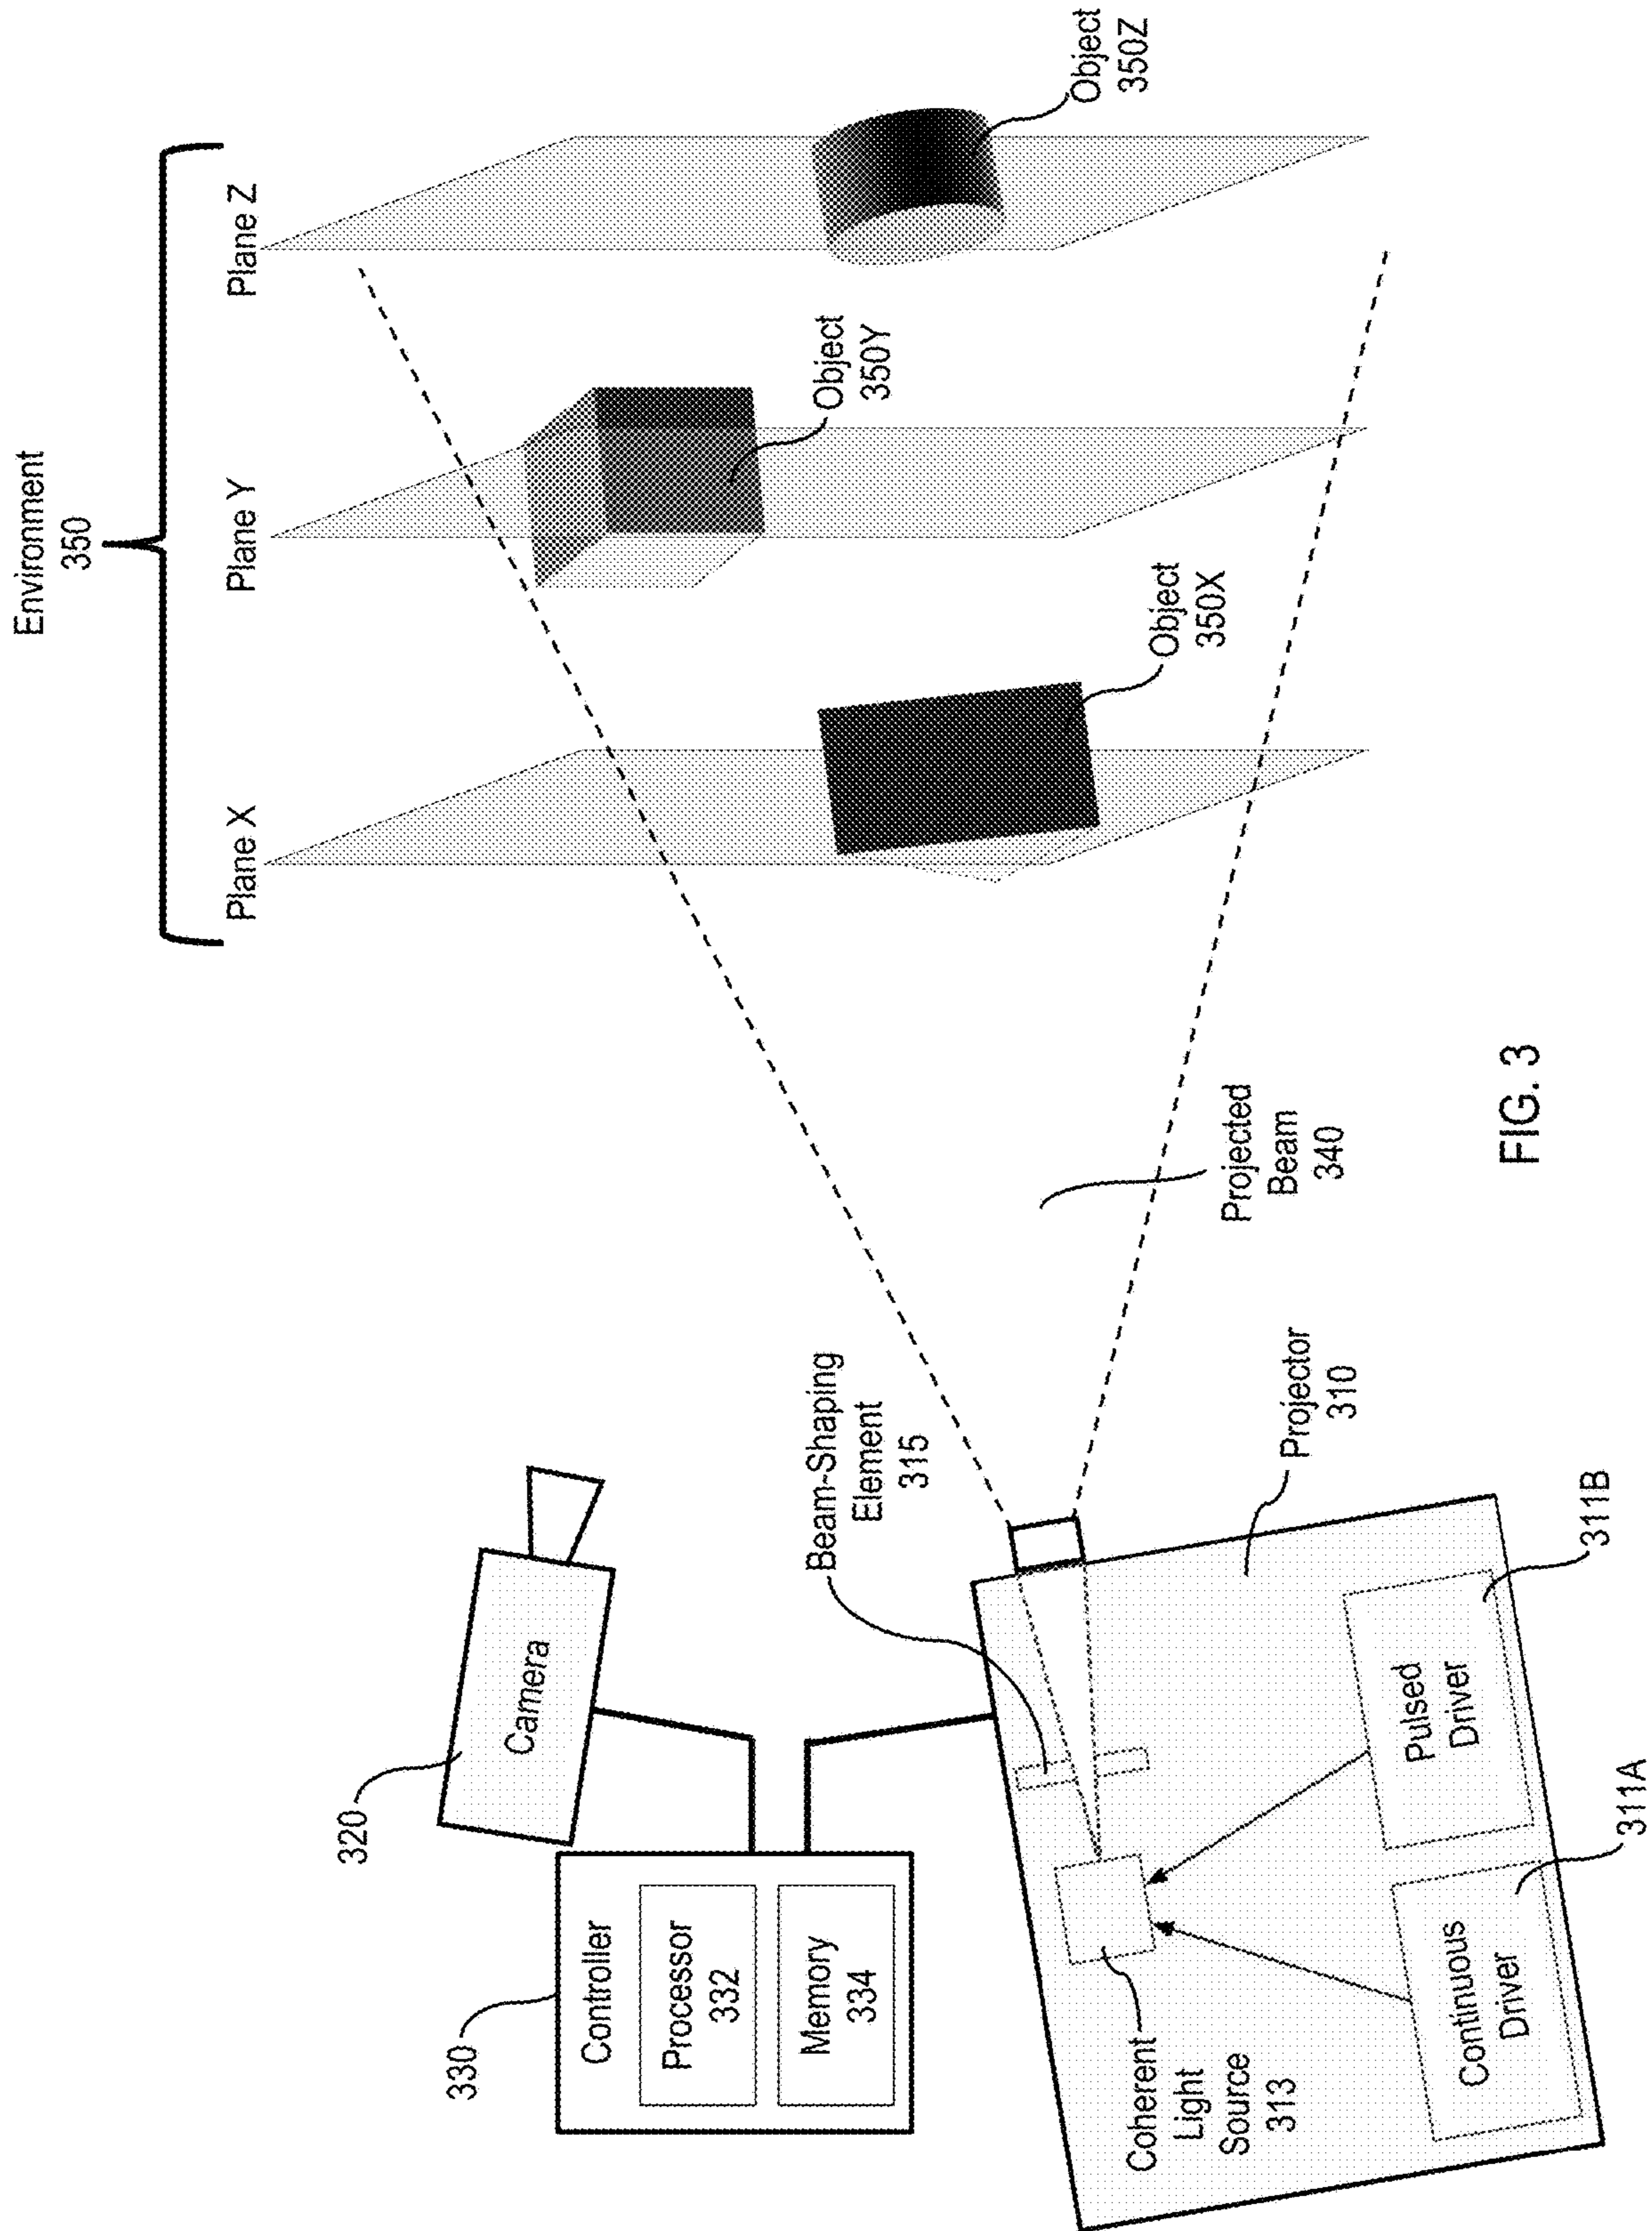 Environment
350
Plane X
Plane Y
Plane Z
Object
350X
Object
350Y
Object
350Z
320
Camera
330
Controller
Processor
332
Memory
334
Beam-Shaping
Element
315
Projected
Beam
340
Projector
310
Coherent
Light
Source
313
Continuous
Driver
311A
Pulsed
Driver
311B
FIG. 3